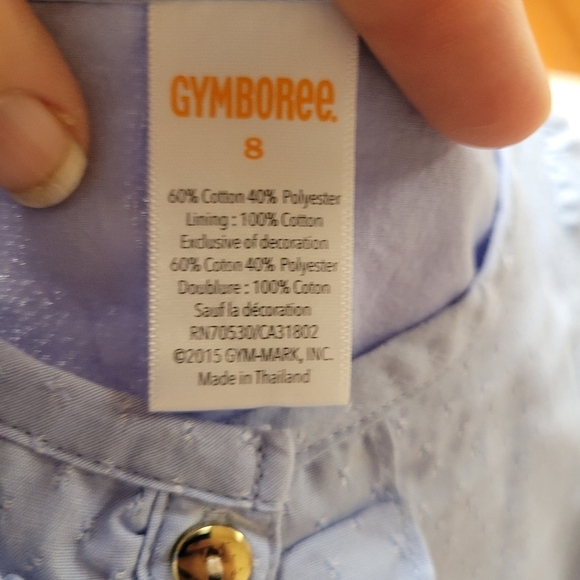 GYMBORee.
8
60% Cotton 40% Polyester
Lining : 100% Cotton
Exclusive of decoration
60% Coton 40% Polyester
Doublure : 100% Coton
Sauf la décoration
RN70530/CA31802
©2015 GYM-MARK, INC.
Made in Thailand